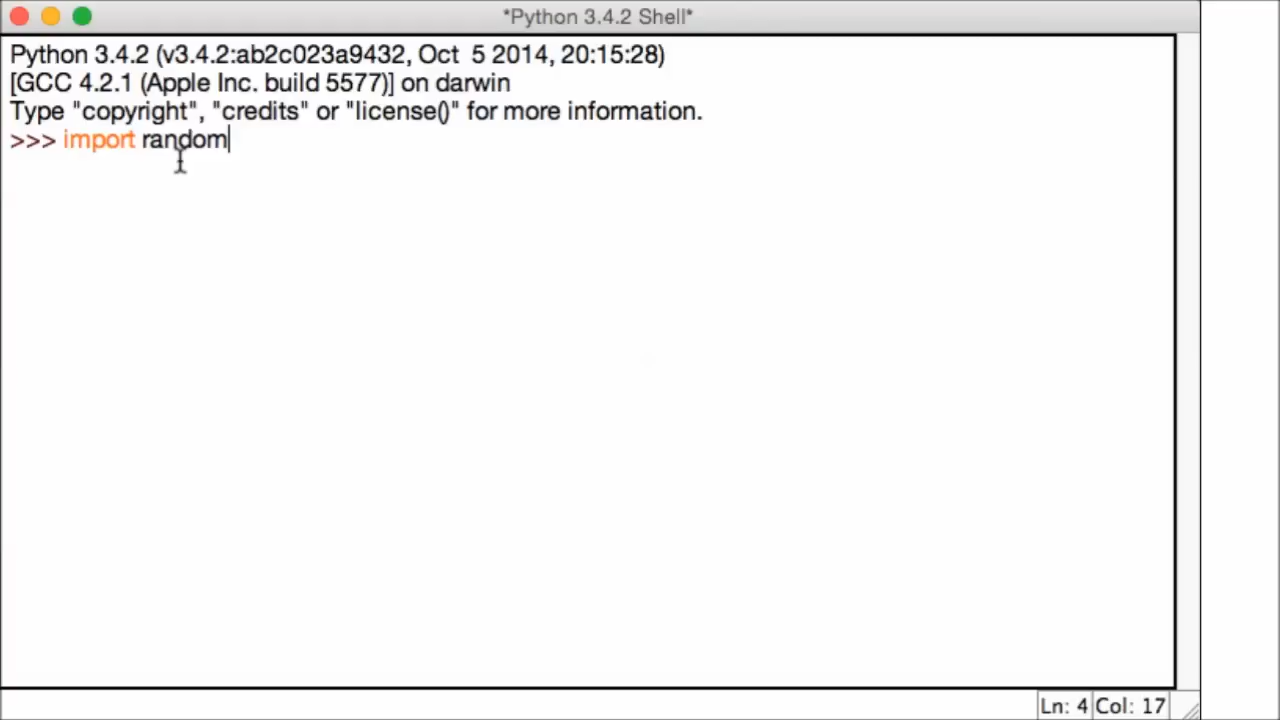 *Python 3.4.2 Shell*
Python 3.4.2 (v3.4.2:ab2c023a9432, Oct  5 2014, 20:15:28)
[GCC 4.2.1 (Apple Inc. build 5577)] on darwin
Type "copyright", "credits" or "license()" for more information.
>>> import random
Ln: 4 Col: 17